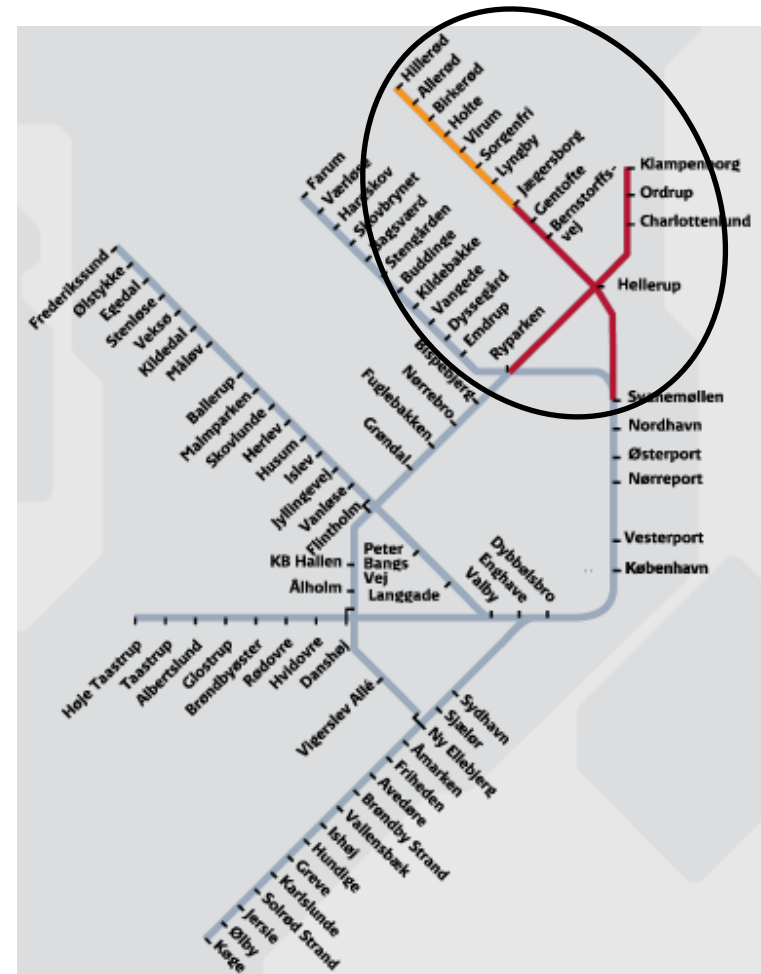 Hillerød
Allerød
Birkerød
Holte
Virum
Sorgenfri
Lyngby
Jægersborg
Gentofte
Bernstorffs-
vej
Klampenborg
Ordrup
Charlottenlund
Hellerup
Farum
Værløse
Hareskov
Skovbrynet
Bagsværd
Stengården
Buddinge
Kildebakke
Vangede
Dyssegård
Emdrup
Ryparken
Bispebjerg
Nørrebro
Fuglebakken
Grøndal
Svanemøllen
Nordhavn
Østerport
Nørreport
Vesterport
København
Frederikssund
Ølstykke
Egedal
Stenløse
Veksø
Kildedal
Måløv
Ballerup
Malmparken
Skovlunde
Herlev
Husum
Islev
Jyllingevej
Vanløse
Flintholm
KB Hallen
Ålholm
Peter
Bangs
Vej
Langgade
Valby
Enghave
Dybbølsbro
Høje Taastrup
Taastrup
Albertslund
Glostrup
Brøndbyøster
Rødovre
Hvidovre
Danshøj
Vigerslev Allé
Sydhavn
Sjælør
Ny Ellebjerg
Åmarken
Friheden
Avedøre
Brøndby Strand
Vallensbæk
Ishøj
Hundige
Greve
Karlslunde
Solrød Strand
Jersie
Ølby
Køge